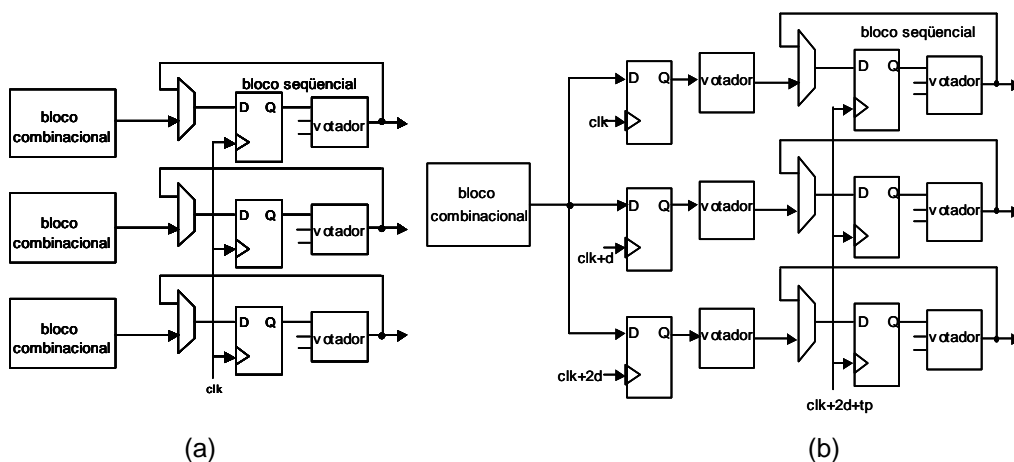 bloco
combinacional
bloco seqüencial
D Q
votador
bloco
combinacional
D Q
votador
bloco
combinacional
D Q
votador
clk
(a)
bloco
combinacional
D Q
clk
votador
bloco seqüencial
D Q
votador
D Q
clk+d
votador
D Q
votador
D Q
clk+2d
votador
D Q
votador
clk+2d+tp
(b)